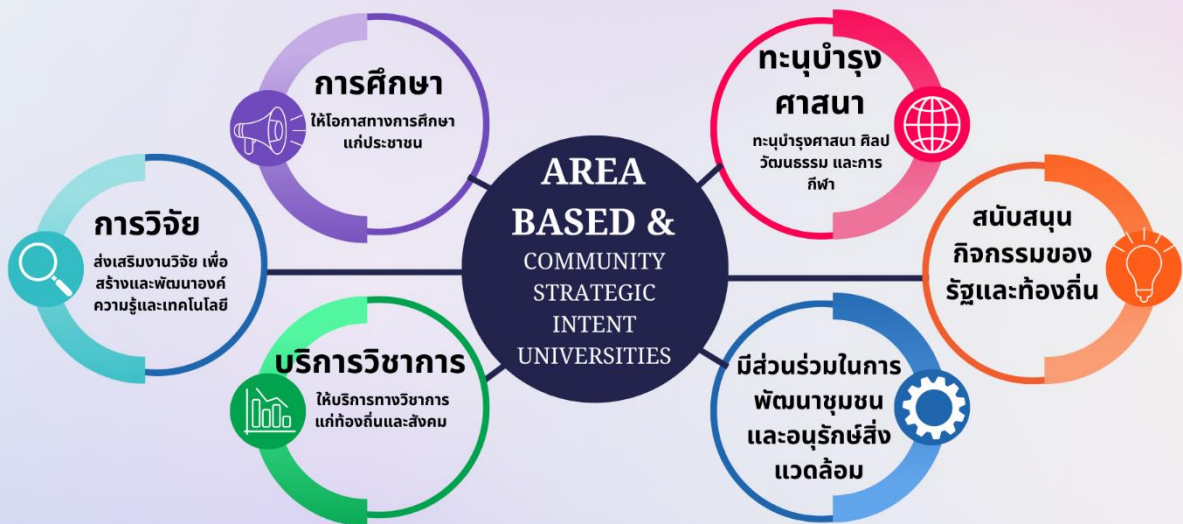 การศึกษา
ให้โอกาสทางการศึกษา
แก่ประชาชน
ทะนุบำรุง
ศาสนา
ทะนุบำรุงศาสนา ศิลป
วัฒนธรรม และการ
กีฬา
การวิจัย
ส่งเสริมงานวิจัย เพื่อ
สร้างและพัฒนาองค์
ความรู้และเทคโนโลยี
AREA
BASED &
COMMUNITY
STRATEGIC
INTENT
UNIVERSITIES
สนับสนุน
กิจกรรมของ
รัฐและท้องถิ่น
บริการวิชาการ
ให้บริการทางวิชาการ
แก่ท้องถิ่นและสังคม
มีส่วนร่วมในการ
พัฒนาชุมชน
และอนุรักษ์สิ่ง
แวดล้อม